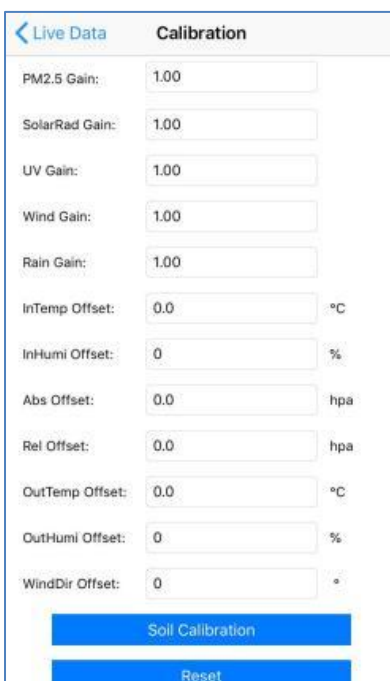 Live Data Calibration
PM2.5 Gain: 1.00
SolarRad Gain: 1.00
UV Gain: 1.00
Wind Gain: 1.00
Rain Gain: 1.00
InTemp Offset: 0.0 °C
InHumi Offset: 0 %
Abs Offset: 0.0 hpa
Rel Offset: 0.0 hpa
OutTemp Offset: 0.0 °C
OutHumi Offset: 0 %
WindDir Offset: 0 °
Soil Calibration
Reset